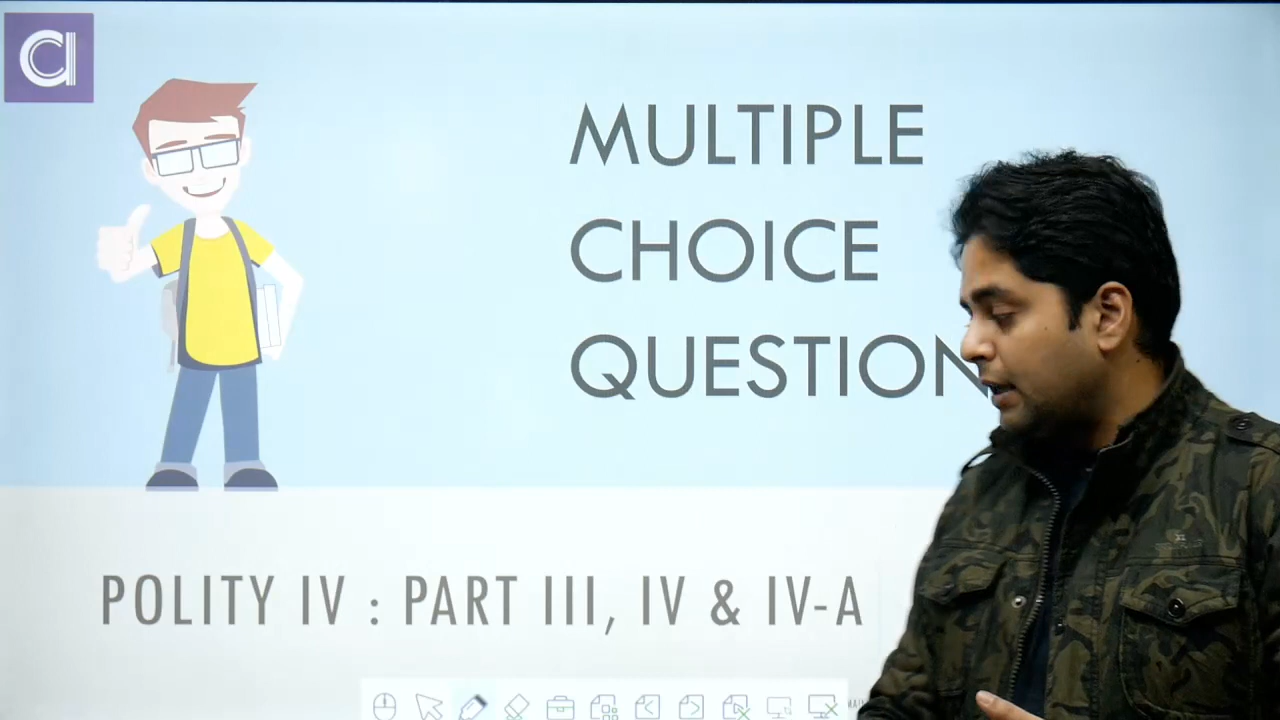 MULTIPLE
CHOICE
QUESTION
POLITY IV : PART III, IV & IV-A